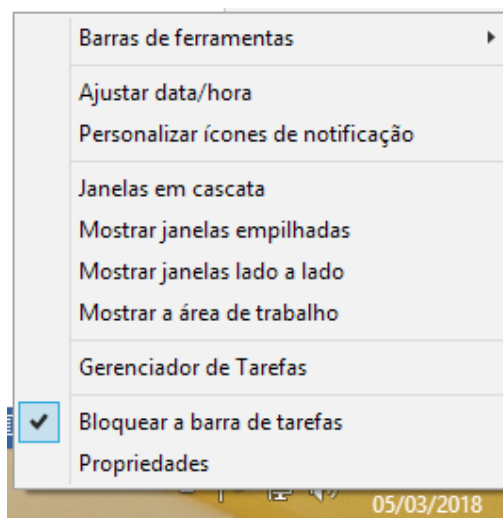 Barras de ferramentas
Ajustar data/hora
Personalizar ícones de notificação
Janelas em cascata
Mostrar janelas empilhadas
Mostrar janelas lado a lado
Mostrar a área de trabalho
Gerenciador de Tarefas
Bloquear a barra de tarefas
Propriedades
05/03/2018